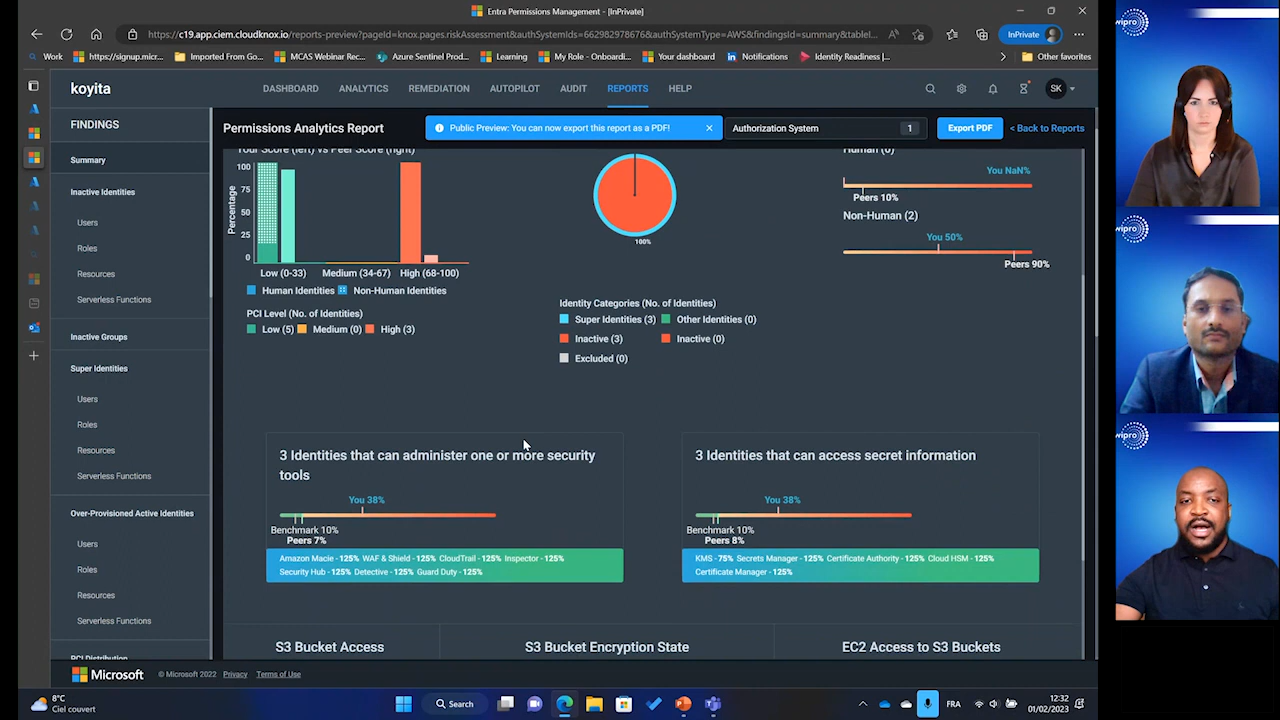 Entra Permissions Management - [InPrivate]
https://c19.app.ciem.cloudknox.io/reports-preview?pageId=knox.pages.riskAssessment&authSystemIds=662982978676&authSystemType=AWS&findingsId=summary&tabel...
InPrivate
Work
https://signup.micr...
Imported From Go...
MCAS Webinar Rec...
Azure Sentinel Prod...
Learning
My Role - Onboardi...
Your dashboard
Notifications
Identity Readiness |...
Other favorites
koyita
DASHBOARD
ANALYTICS
REMEDIATION
AUTOPILOT
AUDIT
REPORTS
HELP
SK
FINDINGS
Summary
Inactive Identities
Users
Roles
Resources
Serverless Functions
Inactive Groups
Super Identities
Users
Roles
Resources
Serverless Functions
Over-Provisioned Active Identities
Users
Roles
Resources
Serverless Functions
PCI Distribution
Permissions Analytics Report
Public Preview: You can now export this report as a PDF!
Authorization System
1
Export PDF
< Back to Reports
Your Score (left) vs Peer Score (right)
Percentage
100
75
50
25
0
Low (0-33)
Medium (34-67)
High (68-100)
Human Identities
Non-Human Identities
PCI Level (No. of Identities)
Low (5)
Medium (0)
High (3)
100%
Identity Categories (No. of Identities)
Super Identities (3)
Other Identities (0)
Inactive (3)
Inactive (0)
Excluded (0)
Human (0)
You NaN%
Peers 10%
Non-Human (2)
You 50%
Peers 90%
3 Identities that can administer one or more security
tools
You 38%
Benchmark 10%
Peers 7%
Amazon Macie - 125% WAF & Shield - 125% CloudTrail - 125% Inspector - 125%
Security Hub - 125% Detective - 125% Guard Duty - 125%
3 Identities that can access secret information
You 38%
Benchmark 10%
Peers 8%
KMS - 75% Secrets Manager - 125% Certificate Authority - 125% Cloud HSM - 125%
Certificate Manager - 125%
S3 Bucket Access
S3 Bucket Encryption State
EC2 Access to S3 Buckets
Microsoft
© Microsoft 2022
Privacy
Terms of Use
8°C
Ciel couvert
Search
FRA
12:32
01/02/2023
wipro
wipro
wipro